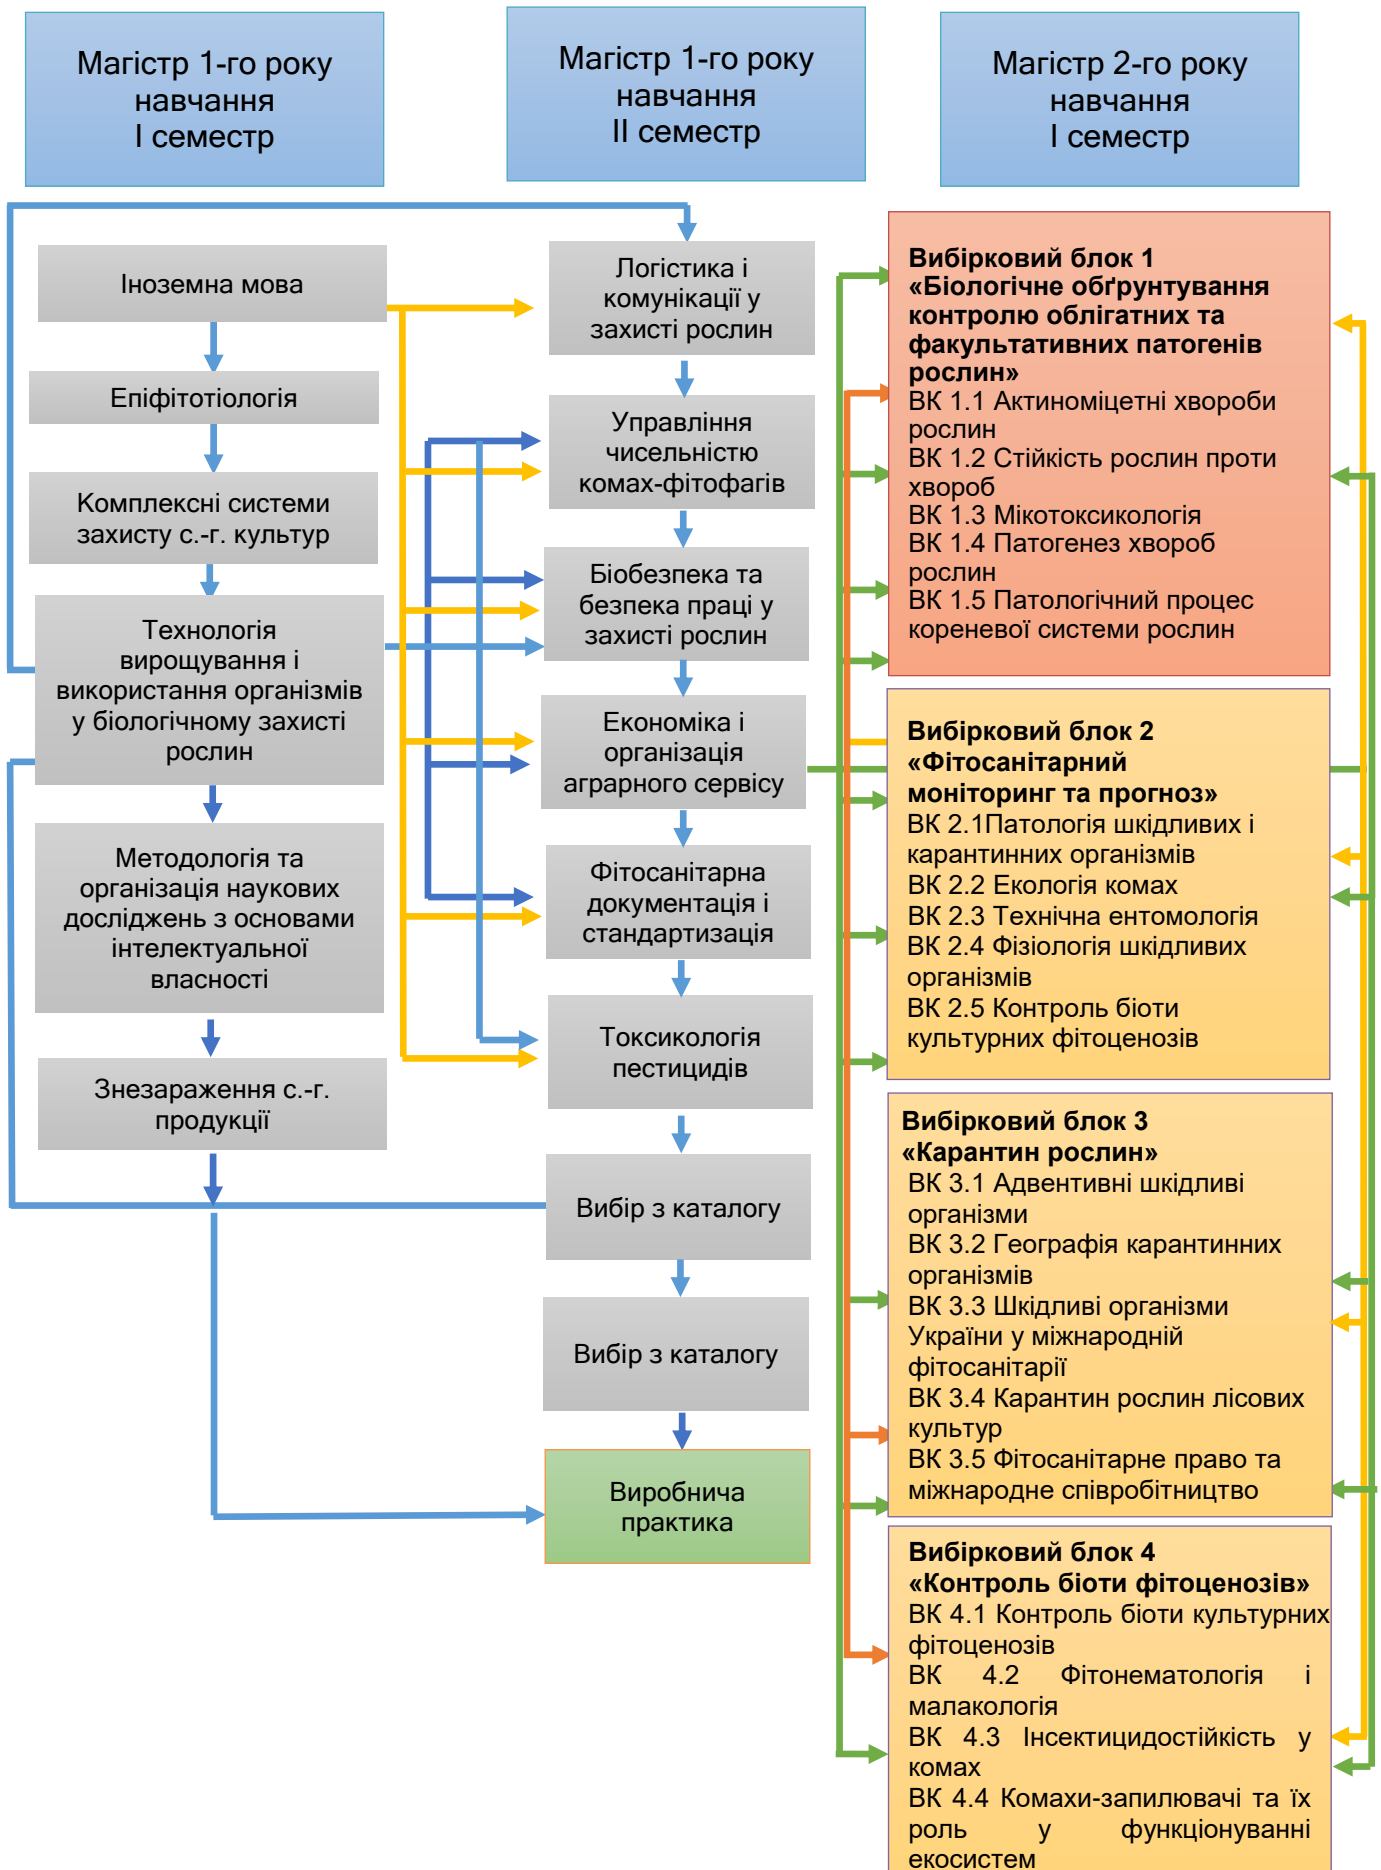 Магістр 1-го року
навчання
І семестр
Магістр 1-го року
навчання
ІІ семестр
Магістр 2-го року
навчання
І семестр
Іноземна мова
Епіфітотіологія
Комплексні системи
захисту с.-г. культур
Технологія
вирощування і
використання організмів
у біологічному захисті
рослин
Методологія та
організація наукових
досліджень з основами
інтелектуальної
власності
Знезараження с.-г.
продукції
Логістика і
комунікації у
захисті рослин
Управління
чисельністю
комах-фітофагів
Біобезпека та
безпека праці у
захисті рослин
Економіка і
організація
аграрного сервісу
Фітосанітарна
документація і
стандартизація
Токсикологія
пестицидів
Вибір з каталогу
Вибір з каталогу
Виробнича
практика
Вибірковий блок 1
«Біологічне обґрунтування
контролю облігатних та
факультативних патогенів
рослин»
ВК 1.1 Актиноміцетні хвороби
рослин
ВК 1.2 Стійкість рослин проти
хвороб
ВК 1.3 Мікотоксикологія
ВК 1.4 Патогенез хвороб
рослин
ВК 1.5 Патологічний процес
кореневої системи рослин
Вибірковий блок 2
«Фітосанітарний
моніторинг та прогноз»
ВК 2.1Патологія шкідливих і
карантинних організмів
ВК 2.2 Екологія комах
ВК 2.3 Технічна ентомологія
ВК 2.4 Фізіологія шкідливих
організмів
ВК 2.5 Контроль біоти
культурних фітоценозів
Вибірковий блок 3
«Карантин рослин»
ВК 3.1 Адвентивні шкідливі
організми
ВК 3.2 Географія карантинних
організмів
ВК 3.3 Шкідливі організми
України у міжнародній
фітосанітарії
ВК 3.4 Карантин рослин лісових
культур
ВК 3.5 Фітосанітарне право та
міжнародне співробітництво
Вибірковий блок 4
«Контроль біоти фітоценозів»
ВК 4.1 Контроль біоти культурних
фітоценозів
ВК 4.2 Фітонематологія і
малакологія
ВК 4.3 Інсектицидостійкість у
комах
ВК 4.4 Комахи-запилювачі та їх
роль у функціонуванні
екосистем